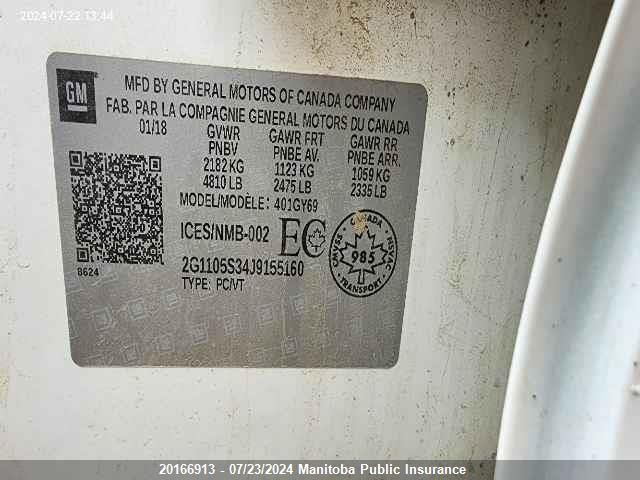 2024-07-22 13:44
GM
MFD BY GENERAL MOTORS OF CANADA COMPANY
FAB. PAR LA COMPAGNIE GENERAL MOTORS DU CANADA
01/18 GVWR GAWR FRT GAWR RR
PNBV PNBE AV. PNBE ARR.
2182 KG 1123 KG 1059 KG
4810 LB 2475 LB 2335 LB
MODEL/MODÈLE: 401GY69
ICES/NMB-002 EC
8624
2G1105S34J9155160
TYPE: PC/VT
CANADA
985
TRANSPORT
20166913 - 07/23/2024 Manitoba Public Insurance